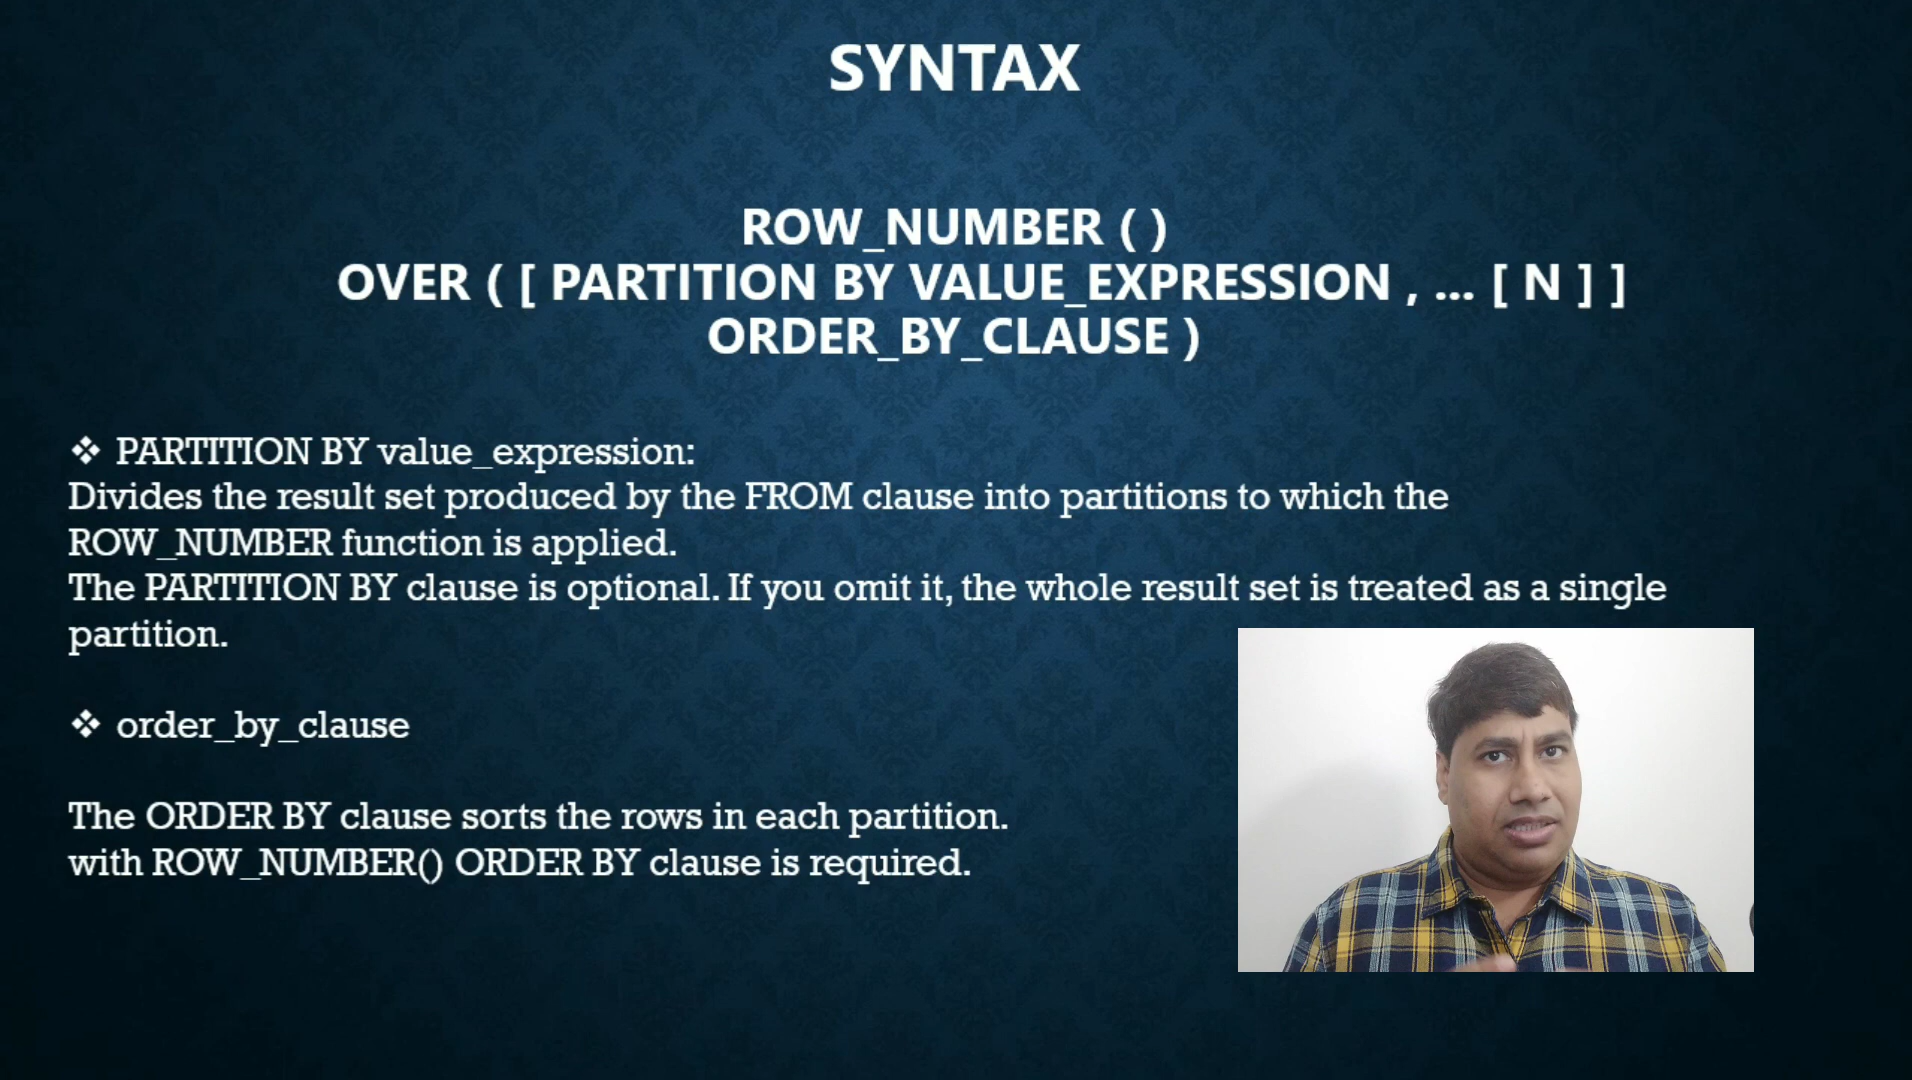 SYNTAX
ROW_NUMBER ( )
OVER ( [ PARTITION BY VALUE_EXPRESSION , ... [ N ] ]
ORDER_BY_CLAUSE )
❖ PARTITION BY value_expression:
Divides the result set produced by the FROM clause into partitions to which the
ROW_NUMBER function is applied.
The PARTITION BY clause is optional. If you omit it, the whole result set is treated as a single
partition.
❖ order_by_clause
The ORDER BY clause sorts the rows in each partition.
with ROW_NUMBER() ORDER BY clause is required.